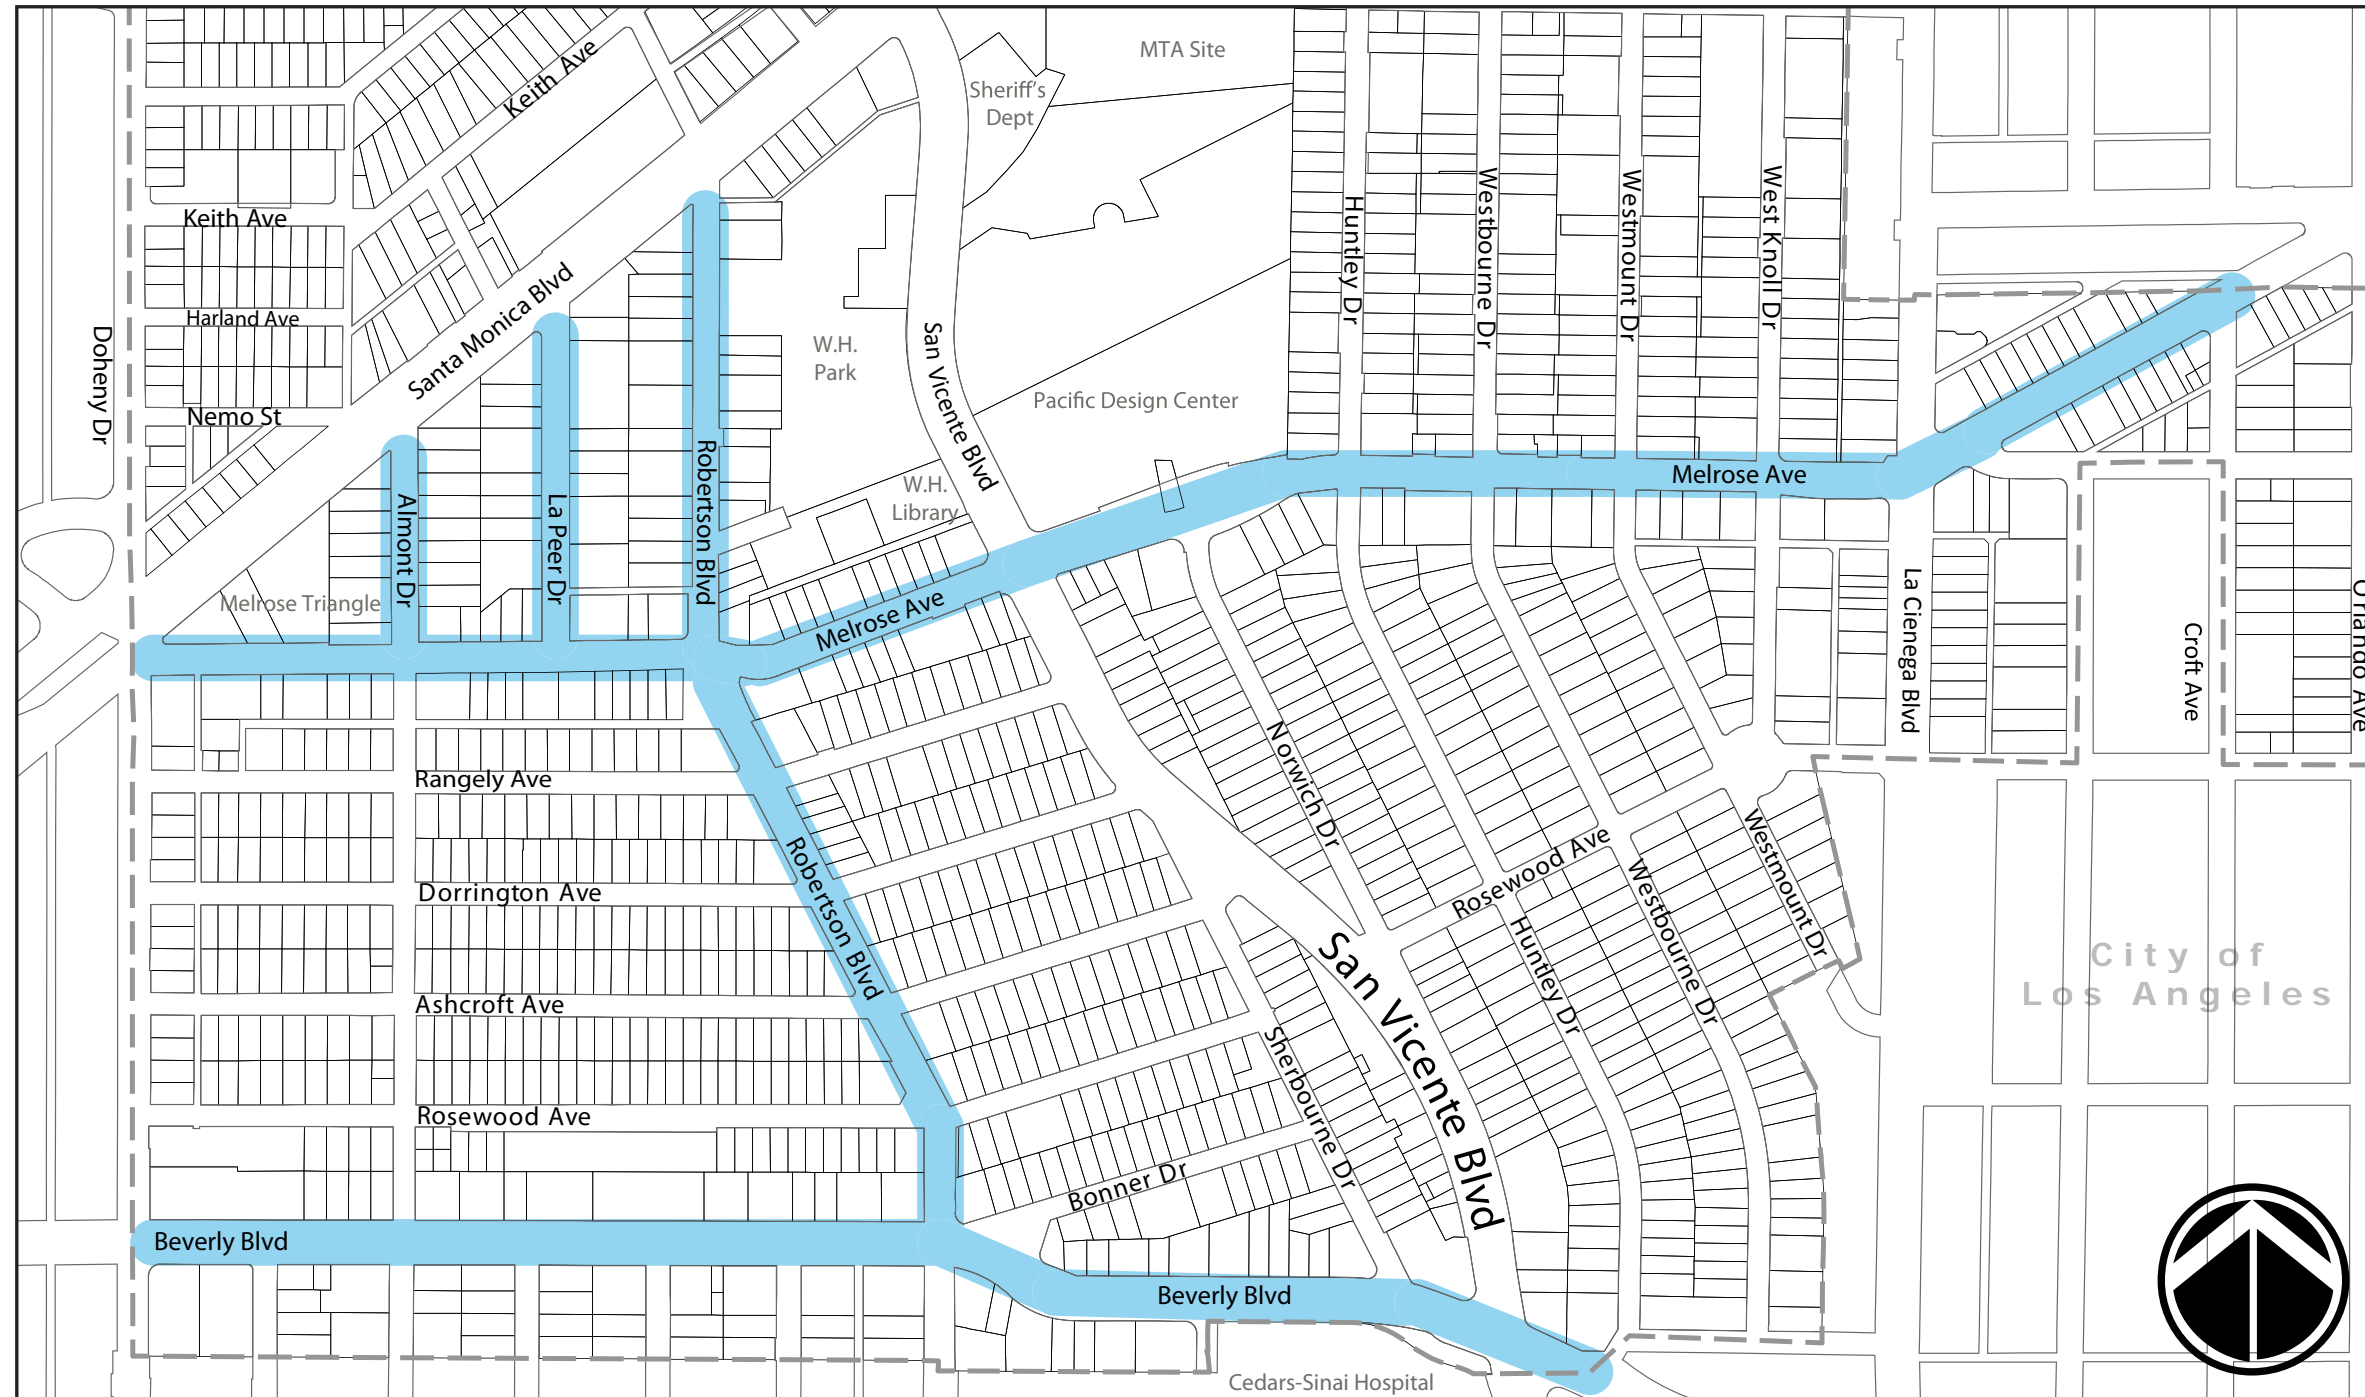 MTA Site
Keith Ave
Sheriff's
Dept
Keith Ave
Huntley Dr
Westbourne Dr
Westmount Dr
West Knoll Dr
Santa Monica Blvd
Harland Ave
Doheny Dr
San Vicente Blvd
W.H.
Park
Pacific Design Center
Nemo St
Robertson Blvd
Melrose Ave
W.H.
Library
Almont Dr
La Peer Dr
Melrose Triangle
Melrose Ave
La Cienega Blvd
Croft Ave
Orlando Ave
Norwich Dr
Rangely Ave
Robertson Blvd
Rosewood Ave
Westmount Dr
Dorrington Ave
Westbourne Dr
Huntley Dr
San Vicente Blvd
City of
Los Angeles
Ashcroft Ave
Sherbourne Dr
Rosewood Ave
Bonner Dr
Beverly Blvd
Beverly Blvd
Cedars-Sinai Hospital